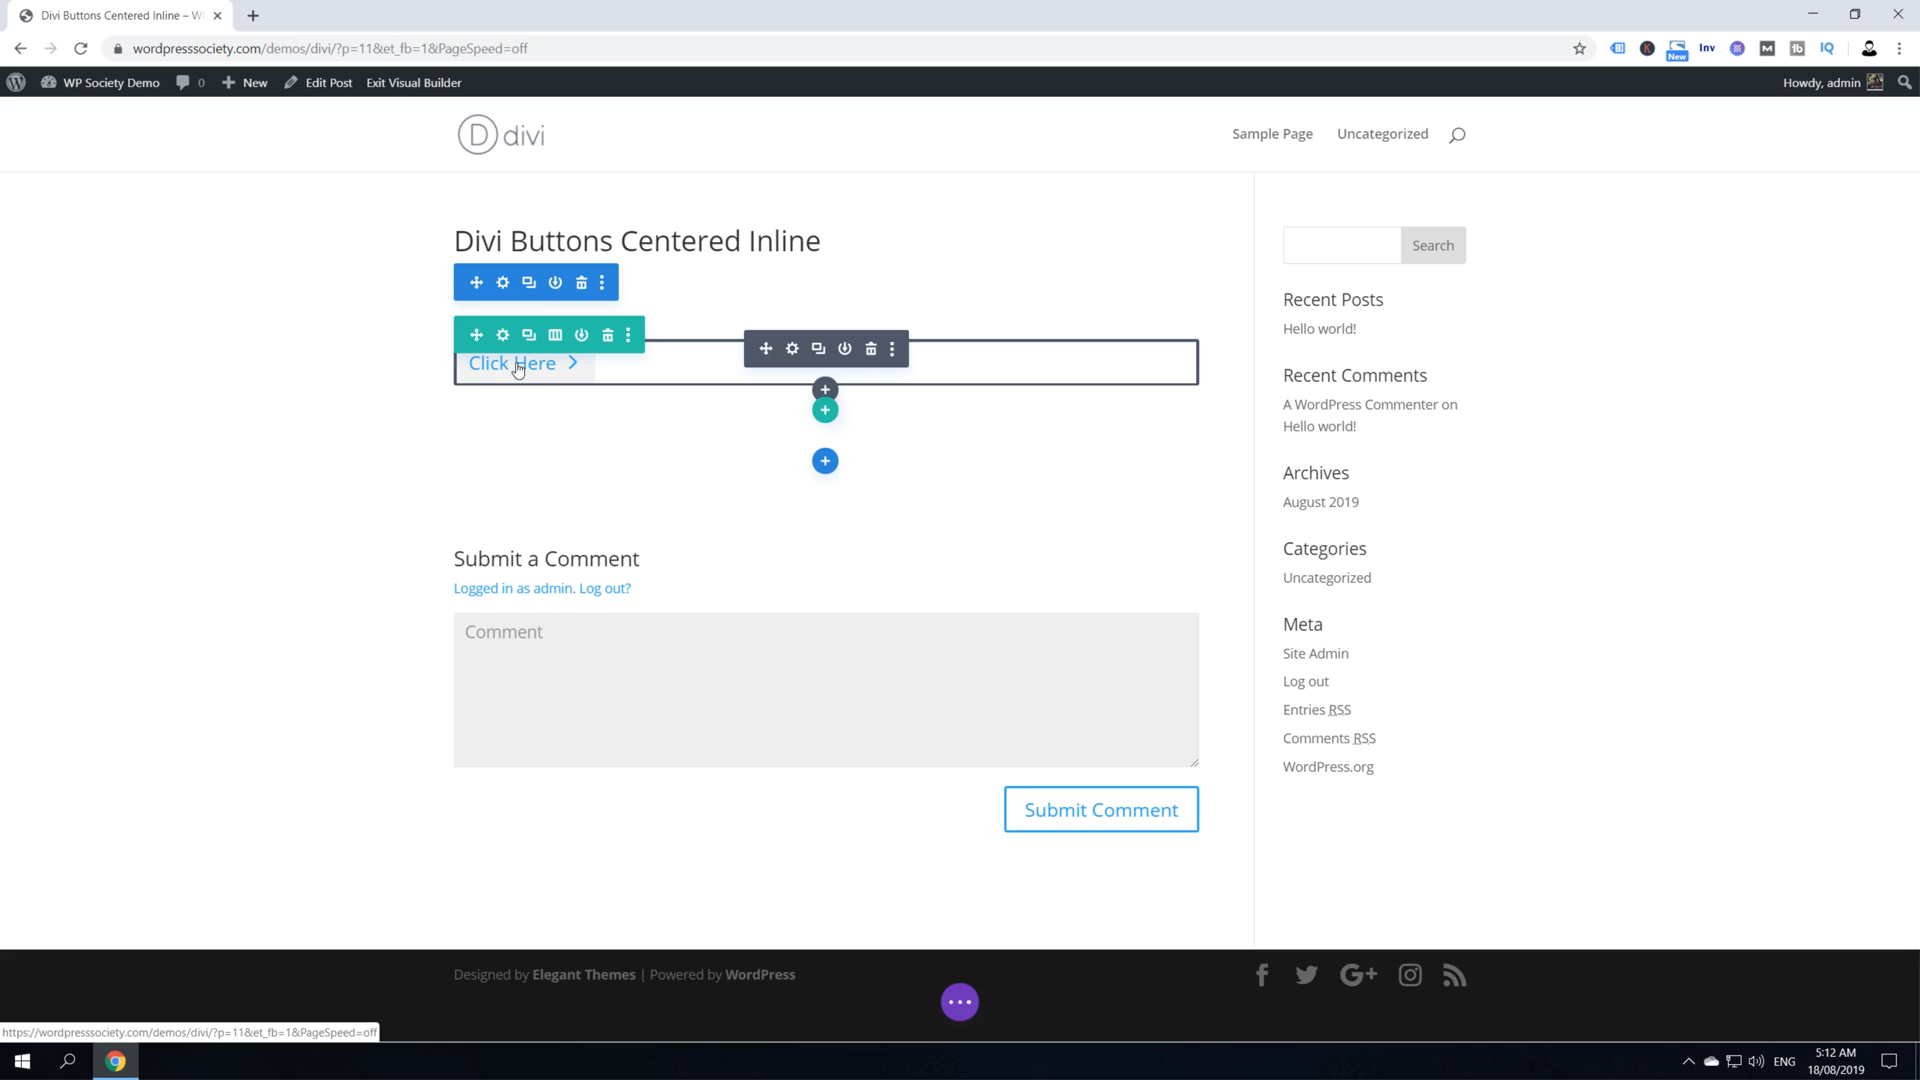 Divi Buttons Centered Inline – W
wordpresssociety.com/demos/divi/?p=11&et_fb=1&PageSpeed=off
New
Inv
M
IQ
WP Society Demo
0
New
Edit Post
Exit Visual Builder
Howdy, admin
D divi
Sample Page
Uncategorized
Divi Buttons Centered Inline
Click Here
Submit a Comment
Logged in as admin. Log out?
Comment
Submit Comment
Search
Recent Posts
Hello world!
Recent Comments
A WordPress Commenter on
Hello world!
Archives
August 2019
Categories
Uncategorized
Meta
Site Admin
Log out
Entries RSS
Comments RSS
WordPress.org
Designed by Elegant Themes | Powered by WordPress
https://wordpresssociety.com/demos/divi/?p=11&et_fb=1&PageSpeed=off
ENG
5:12 AM
18/08/2019